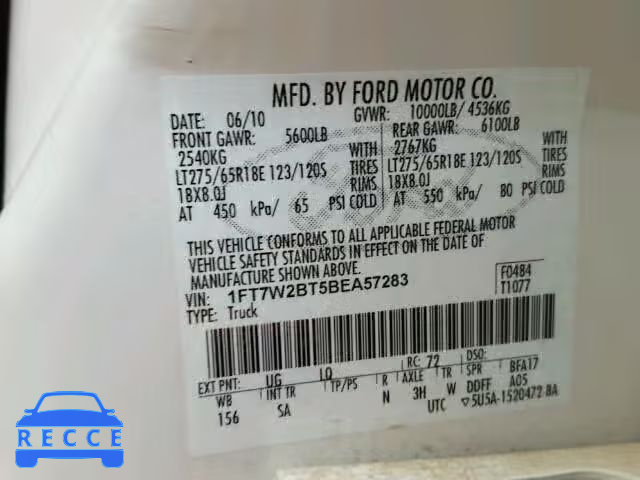 MFD. BY FORD MOTOR CO.
DATE: 06/10 GVWR: 10000LB/ 4536KG
FRONT GAWR: 5600LB REAR GAWR: 6100LB
2540KG WITH 2767KG WITH
LT275/65R18E 123/120S TIRES LT275/65R18E 123/120S TIRES
18X8.0J RIMS 18X8.0J RIMS
AT 450 kPa/ 65 PSI COLD AT 550 kPa/ 80 PSI COLD
THIS VEHICLE CONFORMS TO ALL APPLICABLE FEDERAL MOTOR
VEHICLE SAFETY STANDARDS IN EFFECT ON THE DATE OF
MANUFACTURE SHOWN ABOVE.
VIN: 1FT7W2BT5BEA57283 F0484
TYPE: Truck T1077
EXT PNT: UG RC: 72 DSO:
WB INT TR TP/PS R AXLE TR SPR BFA17
156 SA N 3H W DDFF A05
UTC ▽5U5A-1520472-BA
RECCE